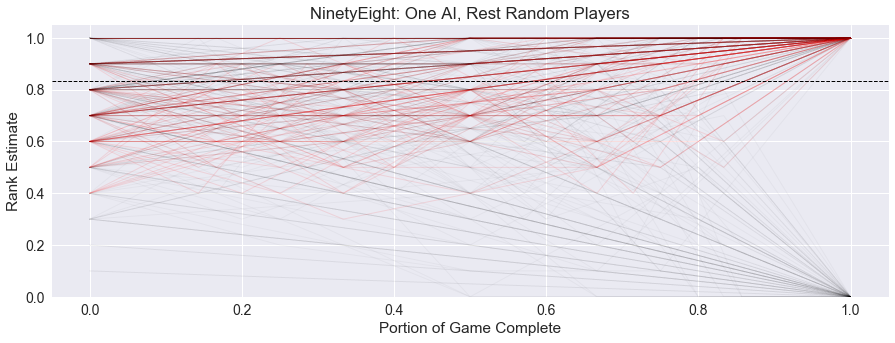 NinetyEight: One AI, Rest Random Players
1.0
0.8
0.6
0.4
0.2
0.0
Rank Estimate
0.0 0.2 0.4 0.6 0.8 1.0
Portion of Game Complete